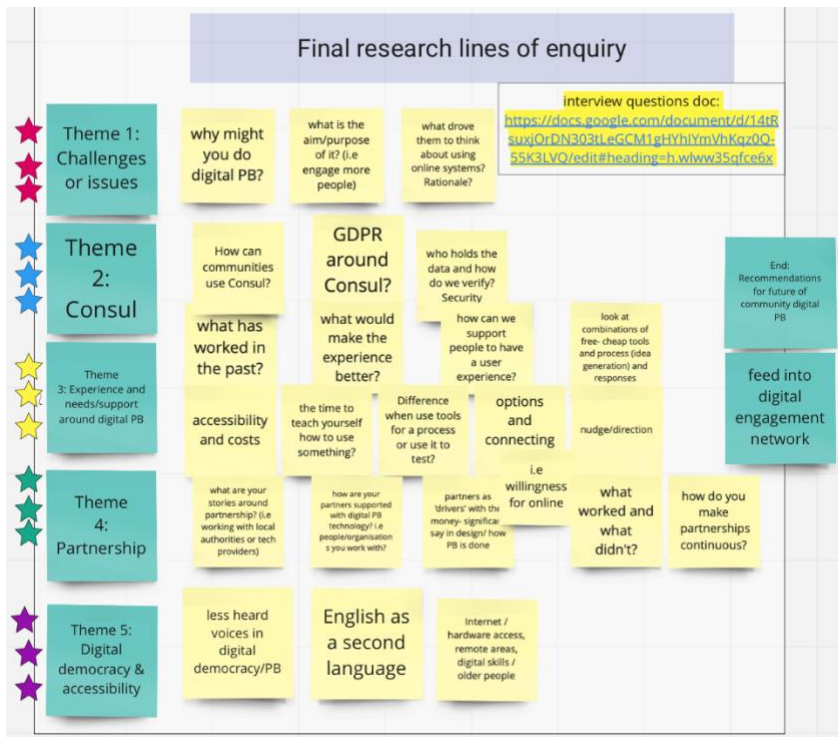 Final research lines of enquiry
interview questions doc:
https://docs.google.com/document/d/14tR
suxjOrDN303tLeGCM1gHYhIYmVhKqz0Q-
55K3LVQ/edit#heading=h.wlww35qfce6x
Theme 1:
Challenges
or issues
why might
you do
digital PB?
what is the
aim/purpose
of it? (i.e
engage more
people)
what drove
them to think
about using
online systems?
Rationale?
Theme
2:
Consul
How can
communities
use Consul?
GDPR
around
Consul?
who holds the
data and how
do we verify?
Security
End:
Recommendations
for future of
community digital
PB
what has
worked in
the past?
what would
make the
experience
better?
how can we
support
people to have
a user
experience?
look at
combinations of
free- cheap tools
and process (idea
generation) and
responses
Theme
3: Experience and
needs/support
around digital PB
accessibility
and costs
the time to
teach yourself
how to use
something?
Difference
when use tools
for a process
or use it to
test?
options
and
connecting
nudge/direction
feed into
digital
engagement
network
i.e
willingness
for online
Theme
4:
Partnership
what are your
stories around
partnership? (i.e
working with local
authorities or tech
providers)
how are your
partners supported
with digital PB
technology? i.e
people/organisation
s you work with?
partners as
'drivers' with the
money- significan
say in design/ how
PB is done
what
worked and
what
didn't?
how do you
make
partnerships
continuous?
Theme 5:
Digital
democracy &
accessibility
less heard
voices in
digital
democracy/PB
English as
a second
language
Internet /
hardware access,
remote areas,
digital skills /
older people